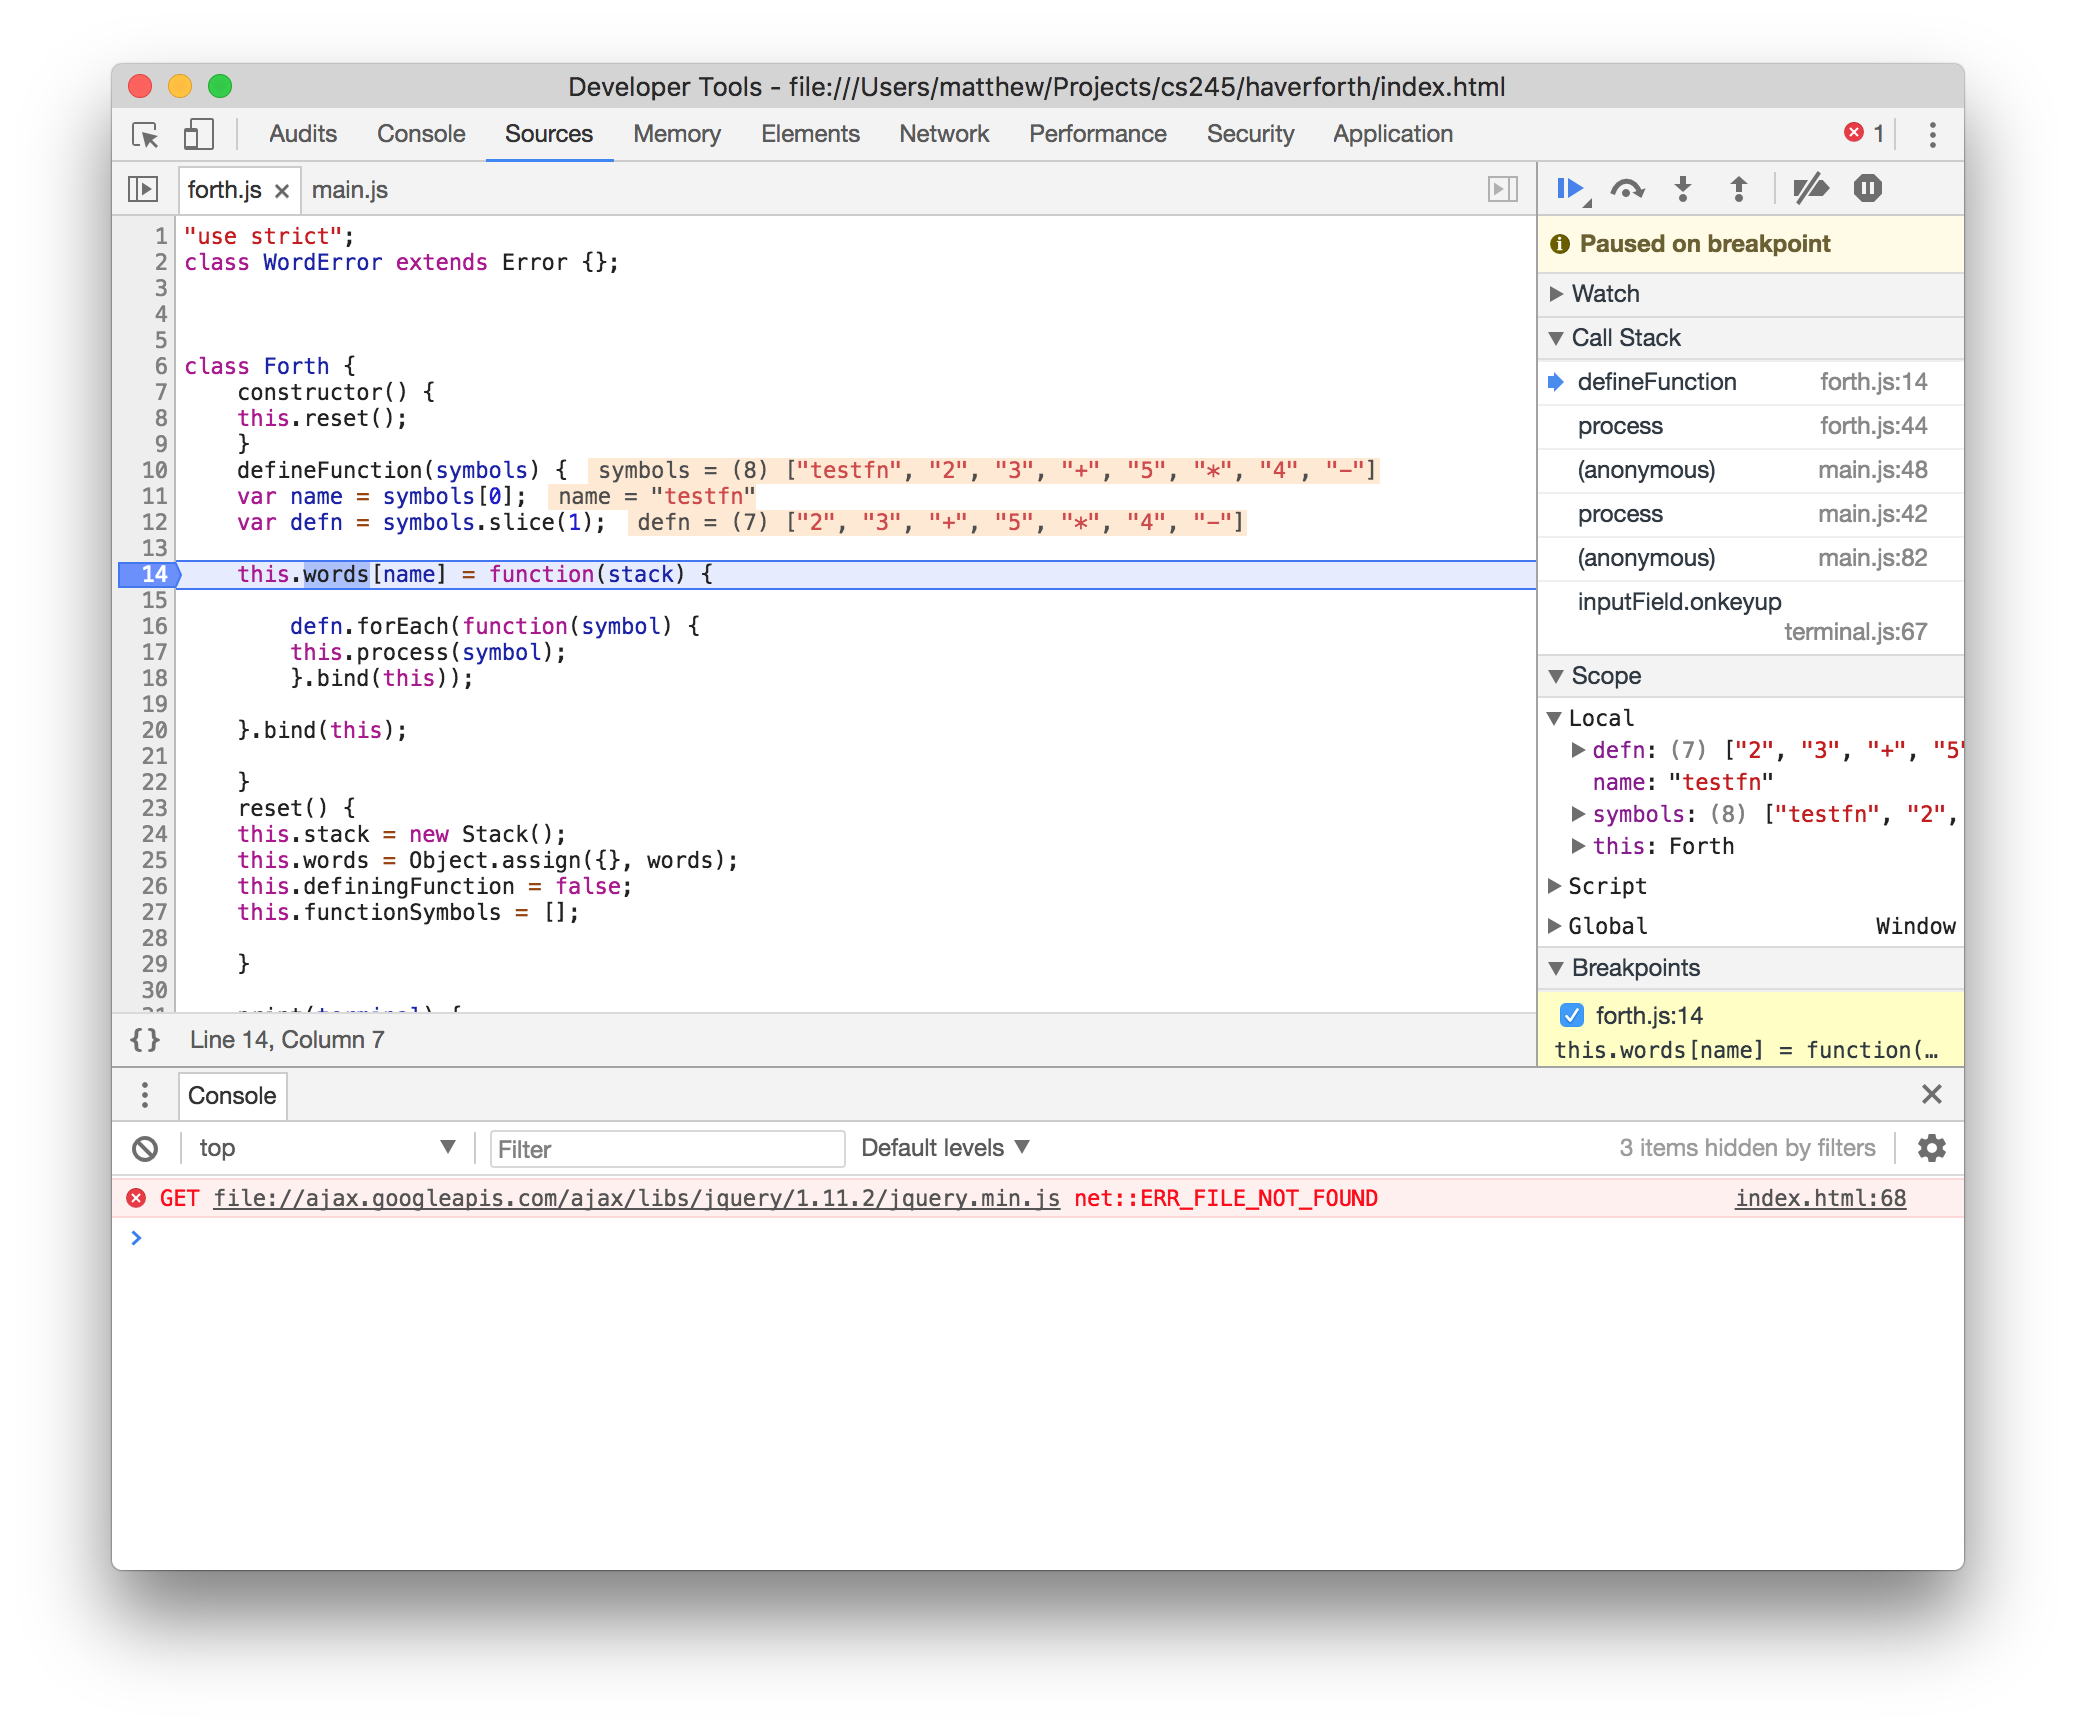 Developer Tools - file:///Users/matthew/Projects/cs245/haverforth/index.html
Audits Console Sources Memory Elements Network Performance Security Application 1
forth.js × main.js
1 "use strict";
2 class WordError extends Error {};
3
4
5
6 class Forth {
7 constructor() {
8 this.reset();
9 }
10 defineFunction(symbols) { symbols = (8) ["testfn", "2", "3", "+", "5", "*", "4", "-"]
11 var name = symbols[0]; name = "testfn"
12 var defn = symbols.slice(1); defn = (7) ["2", "3", "+", "5", "*", "4", "-"]
13
14 this.words[name] = function(stack) {
15
16 defn.forEach(function(symbol) {
17 this.process(symbol);
18 }.bind(this));
19
20 }.bind(this);
21
22 }
23 reset() {
24 this.stack = new Stack();
25 this.words = Object.assign({}, words);
26 this.definingFunction = false;
27 this.functionSymbols = [];
28
29 }
30
31 print(terminal) {
{} Line 14, Column 7
Paused on breakpoint
Watch
Call Stack
defineFunction forth.js:14
process forth.js:44
(anonymous) main.js:48
process main.js:42
(anonymous) main.js:82
inputField.onkeyup
terminal.js:67
Scope
Local
defn: (7) ["2", "3", "+", "5"
name: "testfn"
symbols: (8) ["testfn", "2",
this: Forth
Script
Global Window
Breakpoints
forth.js:14
this.words[name] = function(…
Console
top Filter Default levels 3 items hidden by filters
GET file://ajax.googleapis.com/ajax/libs/jquery/1.11.2/jquery.min.js net::ERR_FILE_NOT_FOUND index.html:68
>